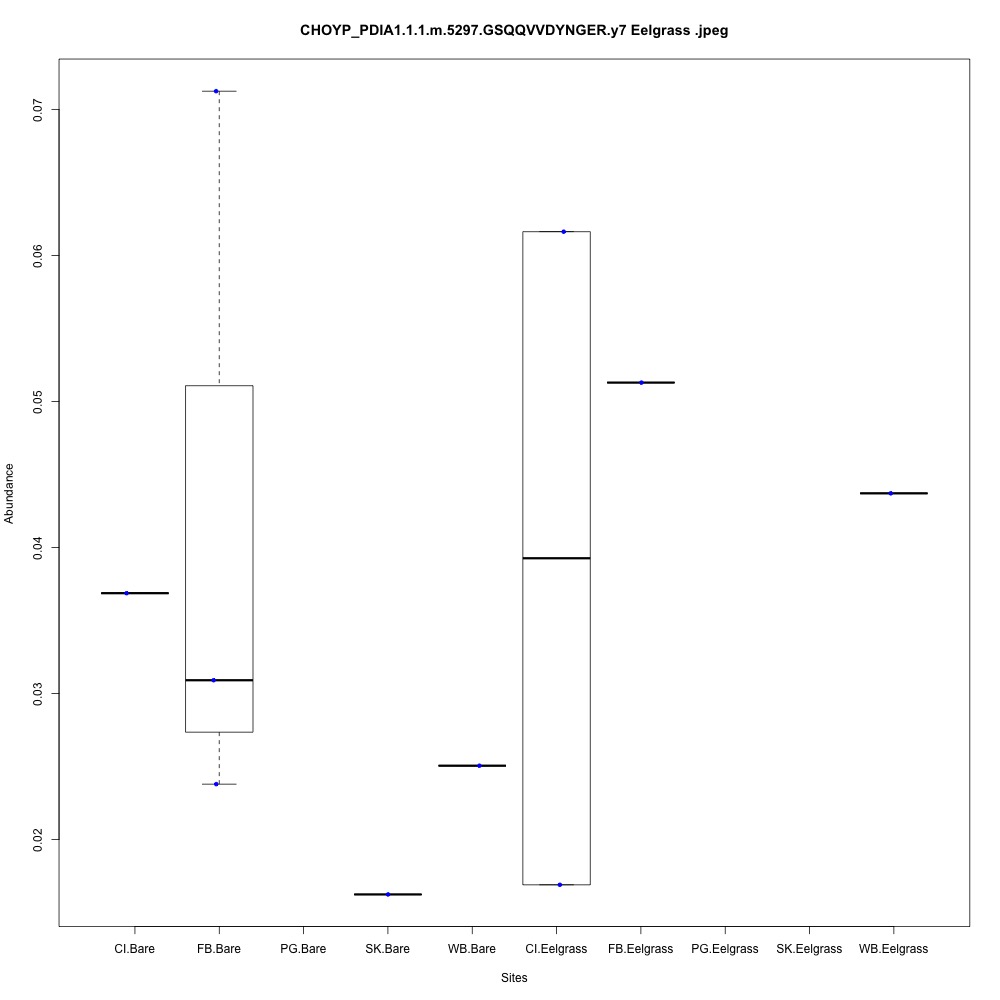 CHOYP_PDIA1.1.1.m.5297.GSQQVVDYNGER.y7 Eelgrass .jpeg
0.07
0.06
0.05
0.04
0.03
0.02
Abundance
CI.Bare FB.Bare PG.Bare SK.Bare WB.Bare CI.Eelgrass FB.Eelgrass PG.Eelgrass SK.Eelgrass WB.Eelgrass
Sites